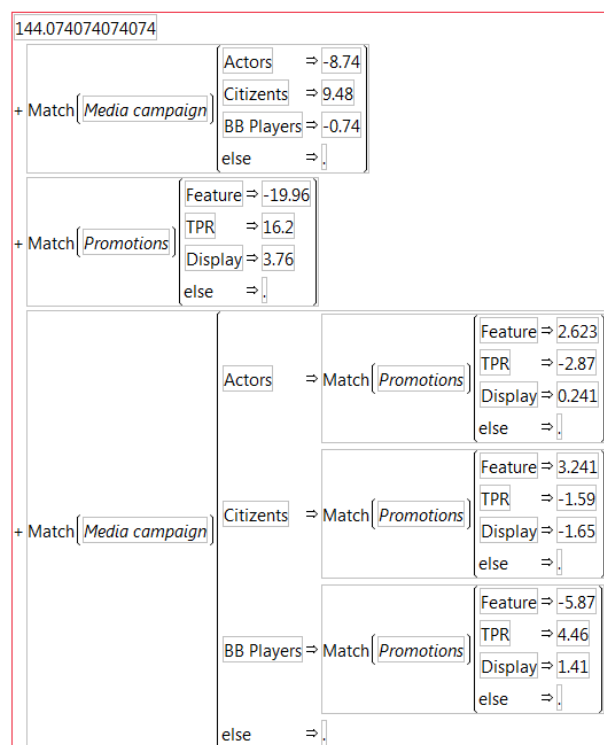 144.074074074074
Actors ⇒ -8.74
Citizents ⇒ 9.48
+ Match ( Media campaign )
BB Players ⇒ -0.74
else ⇒ .
Feature ⇒ -19.96
TPR ⇒ 16.2
+ Match ( Promotions )
Display ⇒ 3.76
else ⇒ .
Feature ⇒ 2.623
TPR ⇒ -2.87
Actors ⇒ Match ( Promotions )
Display ⇒ 0.241
else ⇒ .
Feature ⇒ 3.241
TPR ⇒ -1.59
Citizents ⇒ Match ( Promotions )
+ Match ( Media campaign )
Display ⇒ -1.65
else ⇒ .
Feature ⇒ -5.87
TPR ⇒ 4.46
BB Players ⇒ Match ( Promotions )
Display ⇒ 1.41
else ⇒ .
else ⇒ .